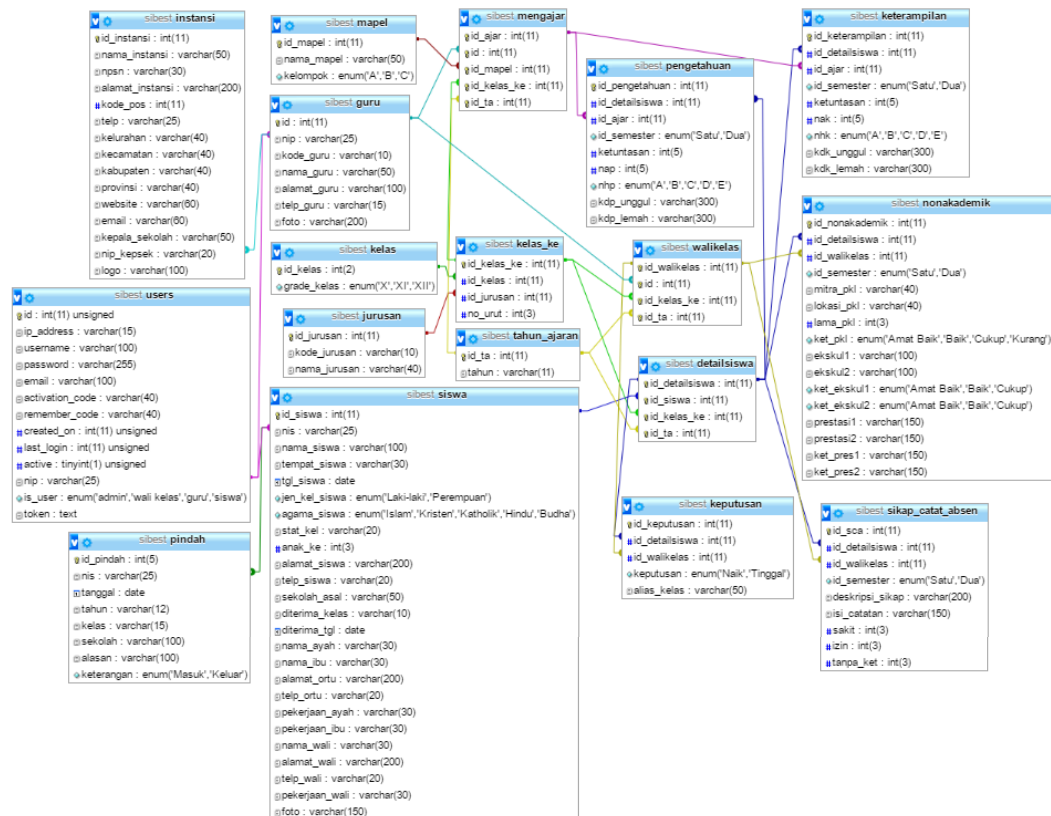 sibest instansi
id_instansi : int(11)
nama_instansi : varchar(50)
npsn : varchar(30)
alamat_instansi : varchar(200)
kode_pos : int(11)
telp : varchar(25)
kelurahan : varchar(40)
kecamatan : varchar(40)
kabupaten : varchar(40)
provinsi : varchar(40)
website : varchar(60)
email : varchar(60)
kepala_sekolah : varchar(50)
nip_kepsek : varchar(20)
logo : varchar(100)
sibest users
id : int(11) unsigned
ip_address : varchar(15)
username : varchar(100)
password : varchar(255)
email : varchar(100)
activation_code : varchar(40)
remember_code : varchar(40)
created_on : int(11) unsigned
last_login : int(11) unsigned
active : tinyint(1) unsigned
nip : varchar(25)
is_user : enum('admin','wali kelas','guru','siswa')
token : text
sibest pindah
id_pindah : int(5)
nis : varchar(25)
tanggal : date
tahun : varchar(12)
kelas : varchar(15)
sekolah : varchar(100)
alasan : varchar(100)
keterangan : enum('Masuk','Keluar')
sibest mapel
id_mapel : int(11)
nama_mapel : varchar(50)
kelompok : enum('A','B','C')
sibest guru
id : int(11)
nip : varchar(25)
kode_guru : varchar(10)
nama_guru : varchar(50)
alamat_guru : varchar(100)
telp_guru : varchar(15)
foto : varchar(200)
sibest kelas
id_kelas : int(2)
grade_kelas : enum('X','XI','XII')
sibest jurusan
id_jurusan : int(11)
kode_jurusan : varchar(10)
nama_jurusan : varchar(40)
sibest siswa
id_siswa : int(11)
nis : varchar(25)
nama_siswa : varchar(100)
tempat_siswa : varchar(30)
tgl_siswa : date
jen_kel_siswa : enum('Laki-laki','Perempuan')
agama_siswa : enum('Islam','Kristen','Katholik','Hindu','Budha')
stat_kel : varchar(20)
anak_ke : int(3)
alamat_siswa : varchar(200)
telp_siswa : varchar(20)
sekolah_asal : varchar(50)
diterima_kelas : varchar(10)
diterima_tgl : date
nama_ayah : varchar(30)
nama_ibu : varchar(30)
alamat_ortu : varchar(200)
telp_ortu : varchar(20)
pekerjaan_ayah : varchar(30)
pekerjaan_ibu : varchar(30)
nama_wali : varchar(30)
alamat_wali : varchar(200)
telp_wali : varchar(20)
pekerjaan_wali : varchar(30)
foto : varchar(150)
sibest mengajar
id_ajar : int(11)
id : int(11)
id_mapel : int(11)
id_kelas_ke : int(11)
id_ta : int(11)
sibest kelas_ke
id_kelas_ke : int(11)
id_kelas : int(11)
id_jurusan : int(11)
no_urut : int(3)
sibest tahun_ajaran
id_ta : int(11)
tahun : varchar(11)
sibest pengetahuan
id_pengetahuan : int(11)
id_detailsiswa : int(11)
id_ajar : int(11)
id_semester : enum('Satu','Dua')
ketuntasan : int(5)
nap : int(5)
nhp : enum('A','B','C','D','E')
kdp_unggul : varchar(300)
kdp_lemah : varchar(300)
sibest walikelas
id_walikelas : int(11)
id : int(11)
id_kelas_ke : int(11)
id_ta : int(11)
sibest detailsiswa
id_detailsiswa : int(11)
id_siswa : int(11)
id_kelas_ke : int(11)
id_ta : int(11)
sibest keputusan
id_keputusan : int(11)
id_detailsiswa : int(11)
id_walikelas : int(11)
keputusan : enum('Naik','Tinggal')
alias_kelas : varchar(50)
sibest keterampilan
id_keterampilan : int(11)
id_detailsiswa : int(11)
id_ajar : int(11)
id_semester : enum('Satu','Dua')
ketuntasan : int(5)
nak : int(5)
nhk : enum('A','B','C','D','E')
kdk_unggul : varchar(300)
kdk_lemah : varchar(300)
sibest nonakademik
id_nonakademik : int(11)
id_detailsiswa : int(11)
id_walikelas : int(11)
id_semester : enum('Satu','Dua')
mitra_pkl : varchar(40)
lokasi_pkl : varchar(40)
lama_pkl : int(3)
ket_pkl : enum('Amat Baik','Baik','Cukup','Kurang')
ekskul1 : varchar(100)
ekskul2 : varchar(100)
ket_ekskul1 : enum('Amat Baik','Baik','Cukup')
ket_ekskul2 : enum('Amat Baik','Baik','Cukup')
prestasi1 : varchar(150)
prestasi2 : varchar(150)
ket_pres1 : varchar(150)
ket_pres2 : varchar(150)
sibest sikap_catat_absen
id_sca : int(11)
id_detailsiswa : int(11)
id_walikelas : int(11)
id_semester : enum('Satu','Dua')
deskripsi_sikap : varchar(200)
isi_catatan : varchar(150)
sakit : int(3)
izin : int(3)
tanpa_ket : int(3)